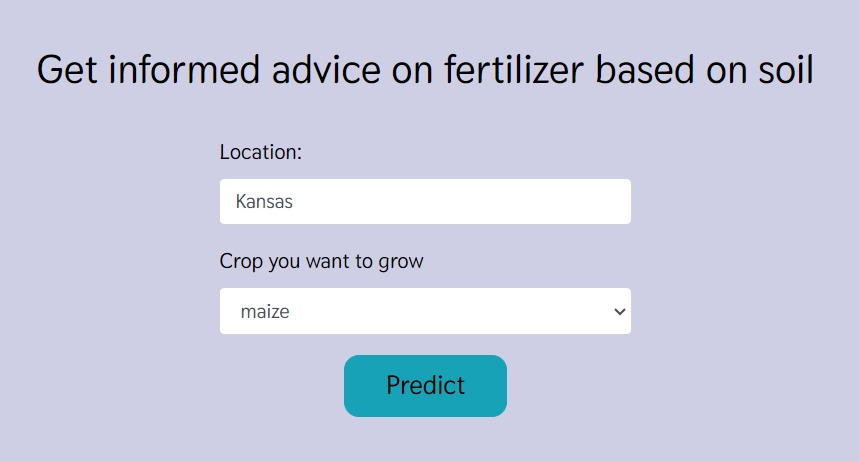 Get informed advice on fertilizer based on soil
Location:
Kansas
Crop you want to grow
maize
Predict